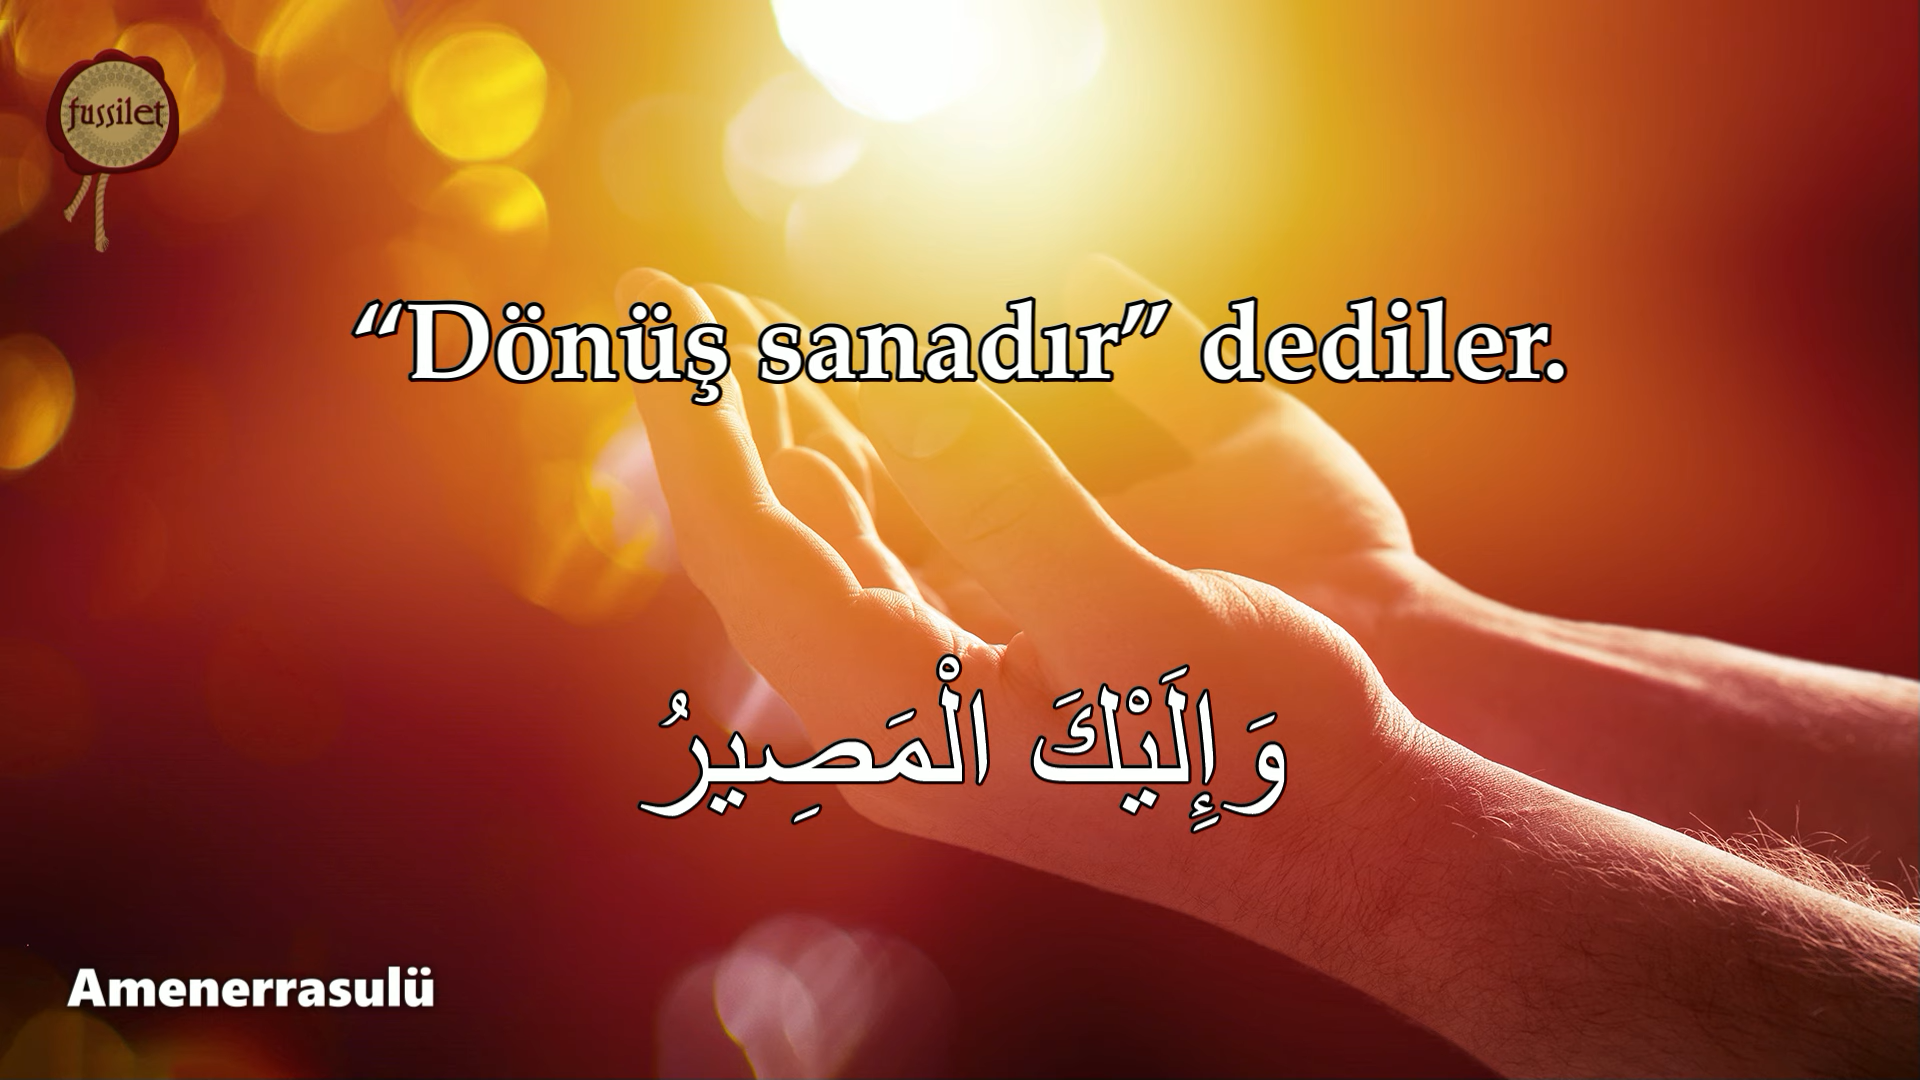 fussilet
“Dönüş sanadır” dediler.
وَإِلَيْكَ الْمَصِيرُ
Amenerrasulü